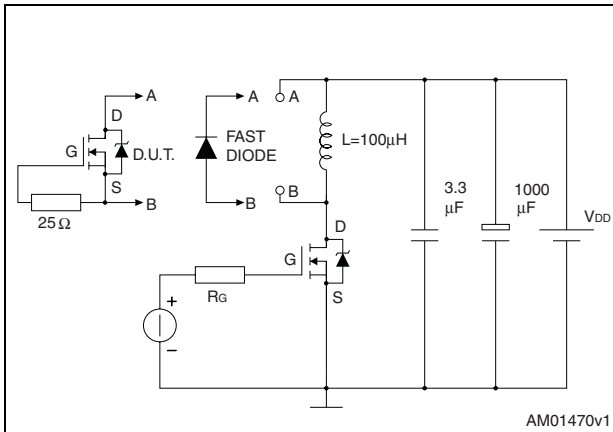 A
D
G
D.U.T.
S
B
25 Ω
A
FAST
DIODE
B
A
L=100µH
B
D
G
S
RG
+
−
3.3
µF
1000
µF
VDD
AM01470v1